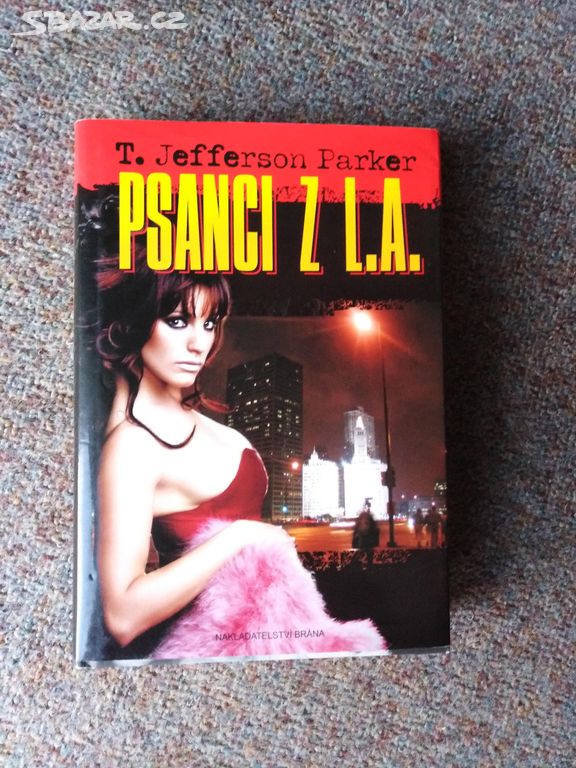 SBAZAR.CZ
T. Jefferson Parker
PSANCI Z L.A.
NAKLADATELSTVÍ BRÁNA